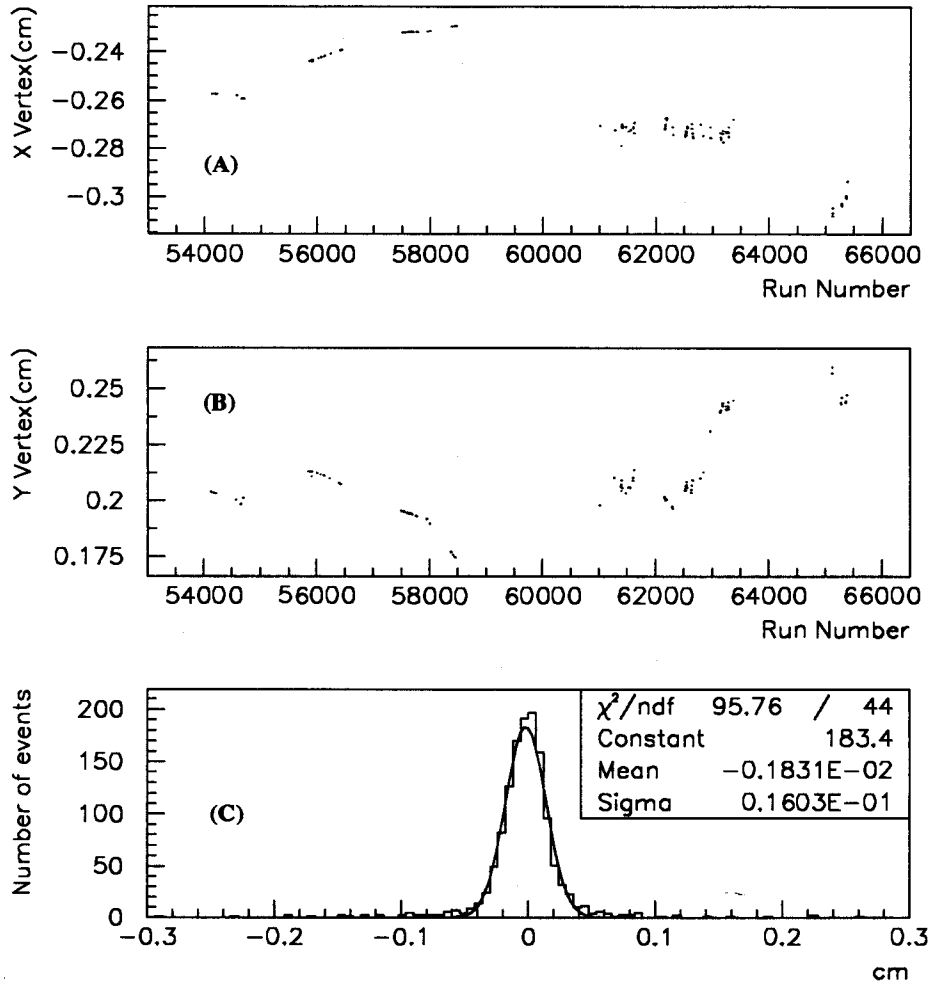 X Vertex(cm)
-0.24
-0.26
-0.28
-0.3
(A)
54000 56000 58000 60000 62000 64000 66000
Run Number
Y Vertex(cm)
0.25
0.225
0.2
0.175
(B)
54000 56000 58000 60000 62000 64000 66000
Run Number
Number of events
200
150
100
50
0
(C)
χ²/ndf 95.76 / 44
Constant 183.4
Mean -0.1831E-02
Sigma 0.1603E-01
-0.3 -0.2 -0.1 0 0.1 0.2 0.3
cm